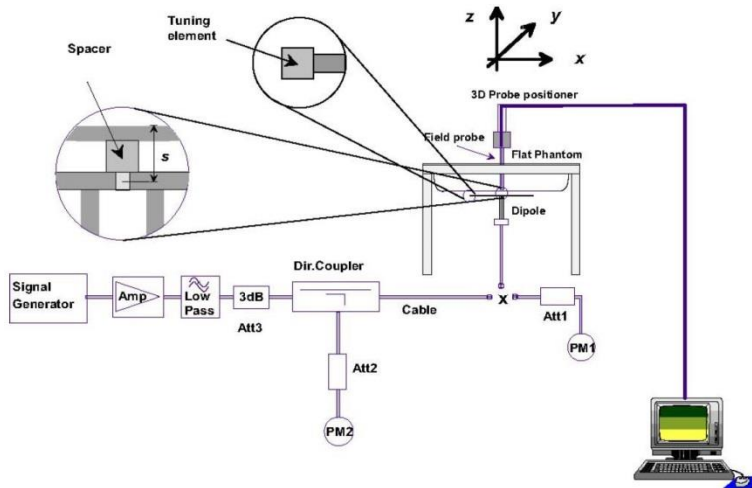 Tuning
element
Spacer
s
z
y
x
3D Probe positioner
Field probe
Flat Phantom
Dipole
Dir.Coupler
Signal
Generator
Amp
Low
Pass
3dB
Att3
Cable
x
Att1
PM1
Att2
PM2